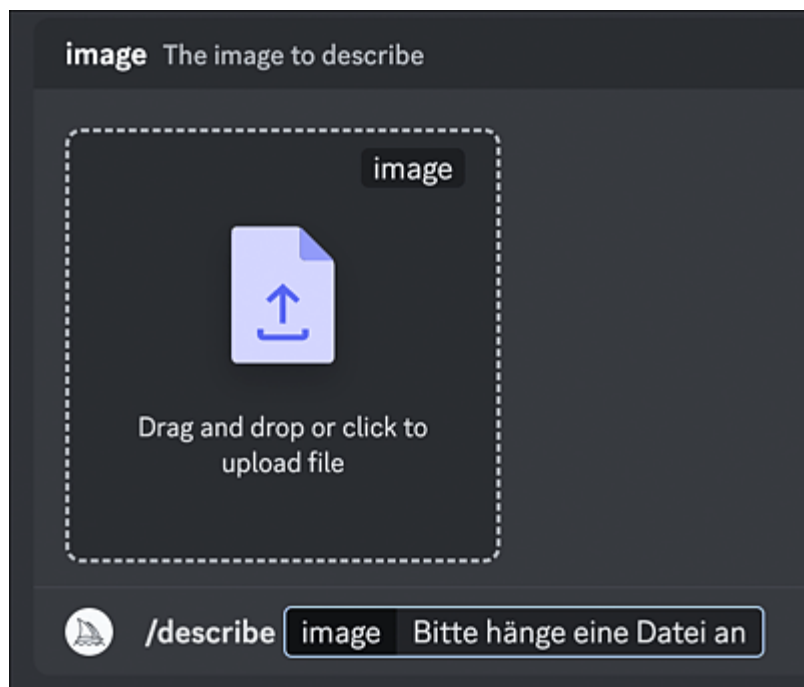 image The image to describe
image
Drag and drop or click to
upload file
/describe image Bitte hänge eine Datei an